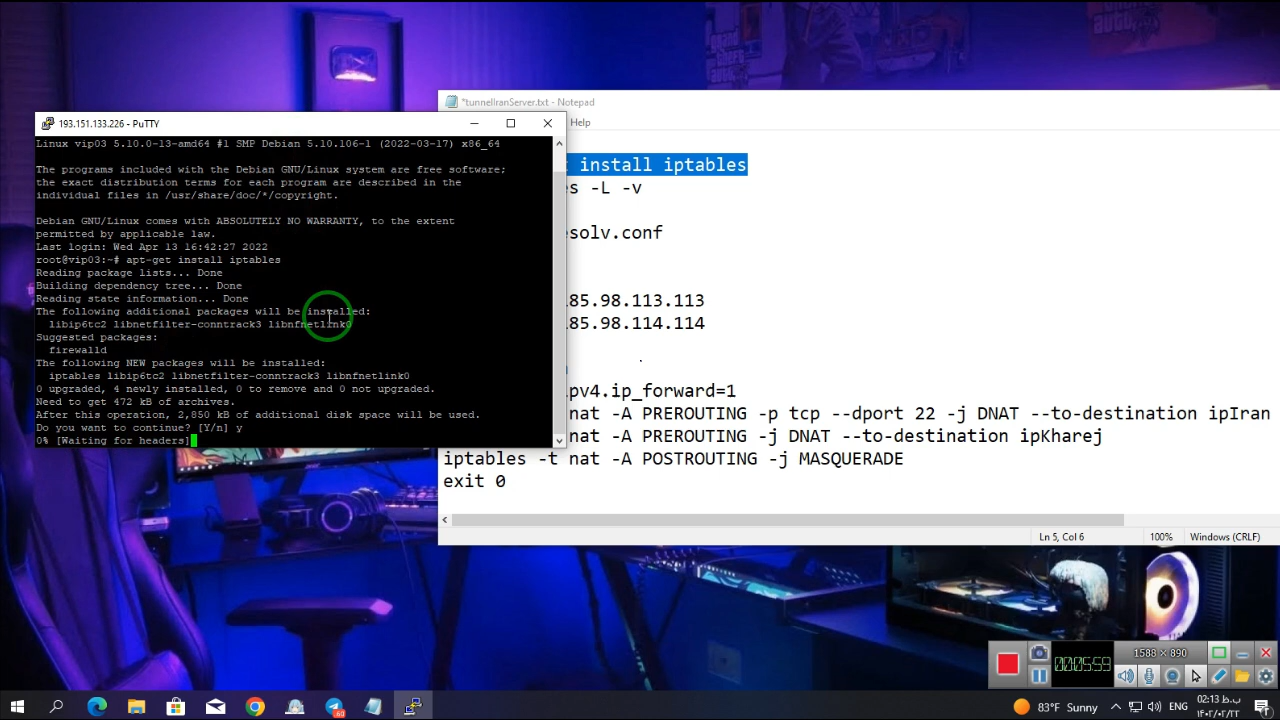 *tunnelIranServer.txt - Notepad
Help
install iptables
-L -v
esolv.conf
85.98.113.113
85.98.114.114
pv4.ip_forward=1
nat -A PREROUTING -p tcp --dport 22 -j DNAT --to-destination ipIran
nat -A PREROUTING -j DNAT --to-destination ipKharej
iptables -t nat -A POSTROUTING -j MASQUERADE
exit 0
Ln 5, Col 6
100%
Windows (CRLF)
193.151.133.226 - PuTTY
Linux vip03 5.10.0-13-amd64 #1 SMP Debian 5.10.106-1 (2022-03-17) x86_64
The programs included with the Debian GNU/Linux system are free software;
the exact distribution terms for each program are described in the
individual files in /usr/share/doc/*/copyright.
Debian GNU/Linux comes with ABSOLUTELY NO WARRANTY, to the extent
permitted by applicable law.
Last login: Wed Apr 13 16:42:27 2022
root@vip03:~# apt-get install iptables
Reading package lists... Done
Building dependency tree... Done
Reading state information... Done
The following additional packages will be installed:
libip6tc2 libnetfilter-conntrack3 libnfnetlink0
Suggested packages:
firewalld
The following NEW packages will be installed:
iptables libip6tc2 libnetfilter-conntrack3 libnfnetlink0
0 upgraded, 4 newly installed, 0 to remove and 0 not upgraded.
Need to get 472 kB of archives.
After this operation, 2,850 kB of additional disk space will be used.
Do you want to continue? [Y/n] y
0% [Waiting for headers]
1588 × 890
000:05:59
60
83°F Sunny
ENG
02:13 ب.ظ
۱۴۰۲/۰۲/۲۲